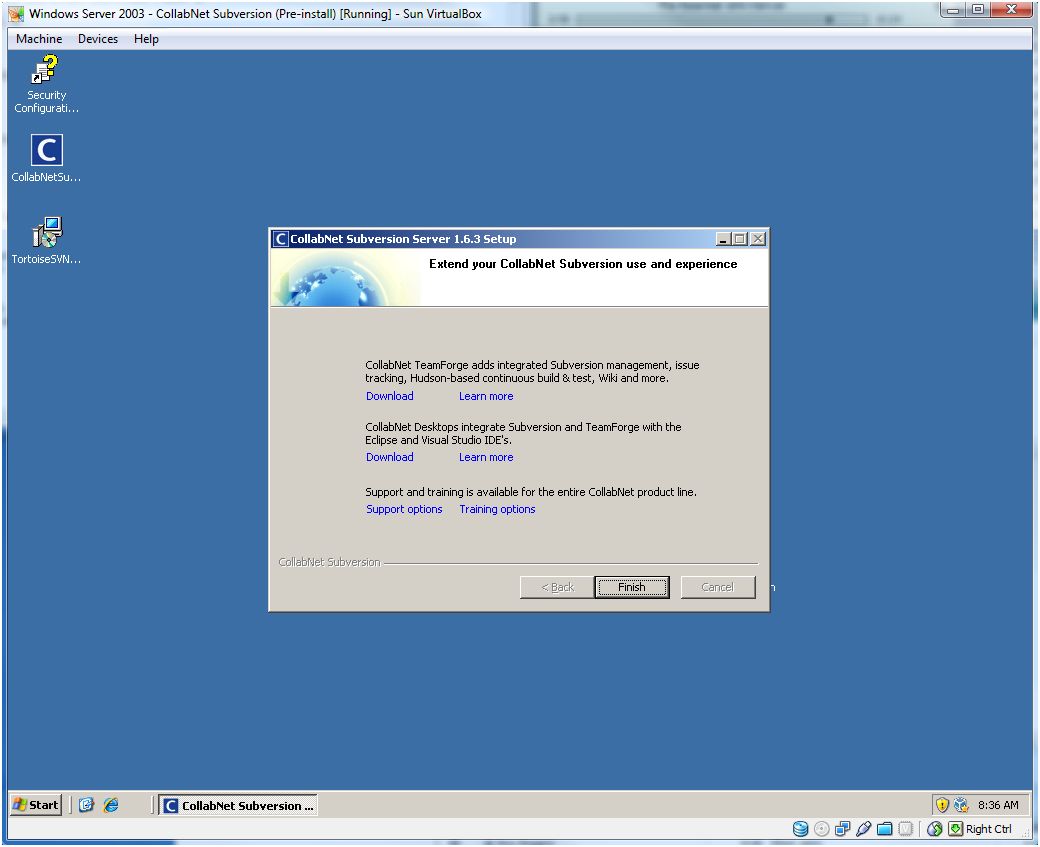 Windows Server 2003 - CollabNet Subversion (Pre-install) [Running] - Sun VirtualBox
Machine Devices Help
Security
Configurati...
C
CollabNetSu...
TortoiseSVN...
C CollabNet Subversion Server 1.6.3 Setup
Extend your CollabNet Subversion use and experience
CollabNet TeamForge adds integrated Subversion management, issue
tracking, Hudson-based continuous build & test, Wiki and more.
Download Learn more
CollabNet Desktops integrate Subversion and TeamForge with the
Eclipse and Visual Studio IDE's.
Download Learn more
Support and training is available for the entire CollabNet product line.
Support options Training options
CollabNet Subversion
< Back Finish Cancel
Start C CollabNet Subversion ... 8:36 AM
Right Ctrl